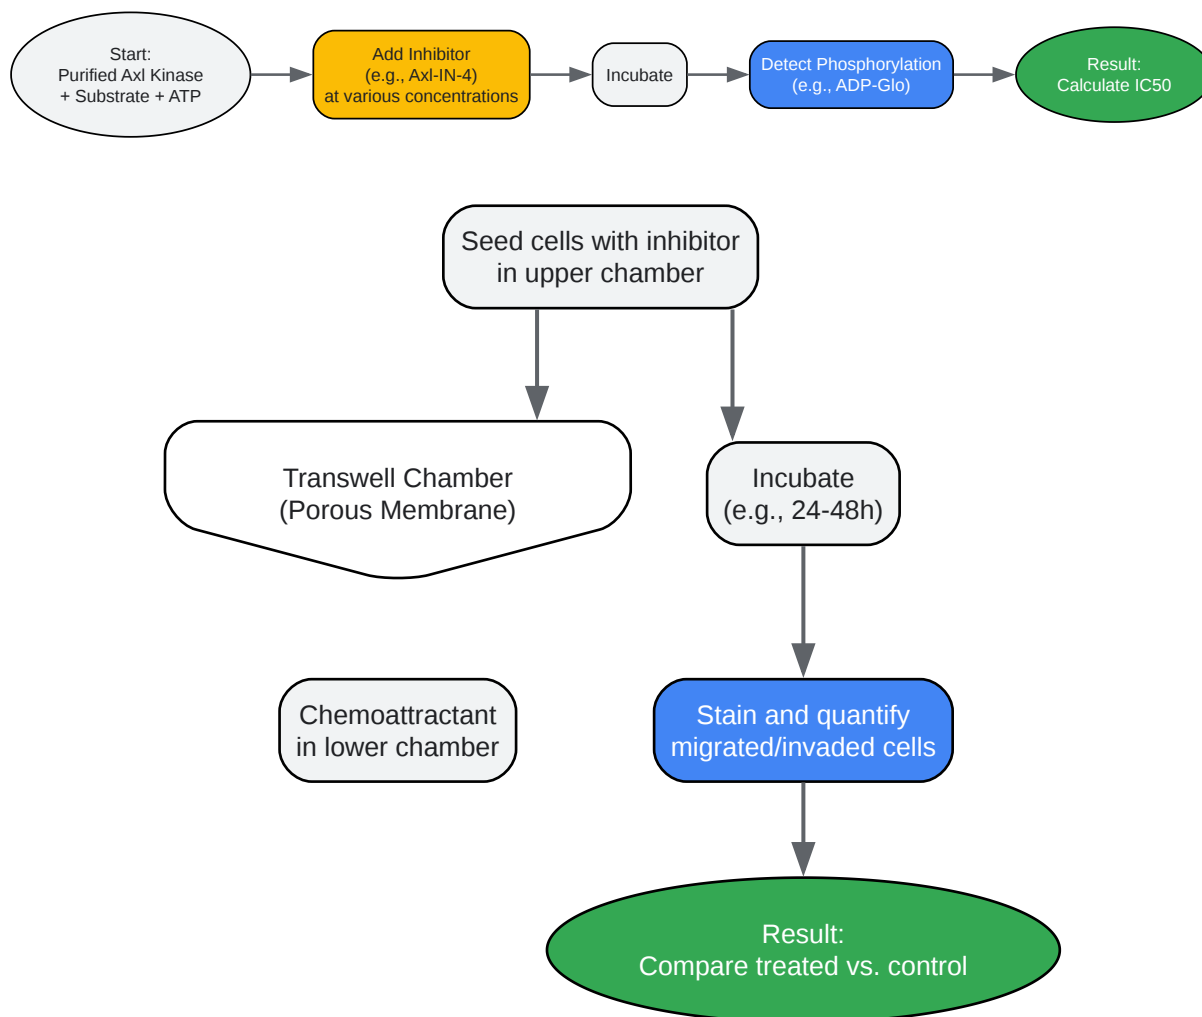 Start:
Purified Axl Kinase
+ Substrate + ATP
Add Inhibitor
(e.g., Axl-IN-4)
at various concentrations
Incubate
Detect Phosphorylation
(e.g., ADP-Glo)
Result:
Calculate IC50
Seed cells with inhibitor
in upper chamber
Transwell Chamber
(Porous Membrane)
Incubate
(e.g., 24-48h)
Chemoattractant
in lower chamber
Stain and quantify
migrated/invaded cells
Result:
Compare treated vs. control